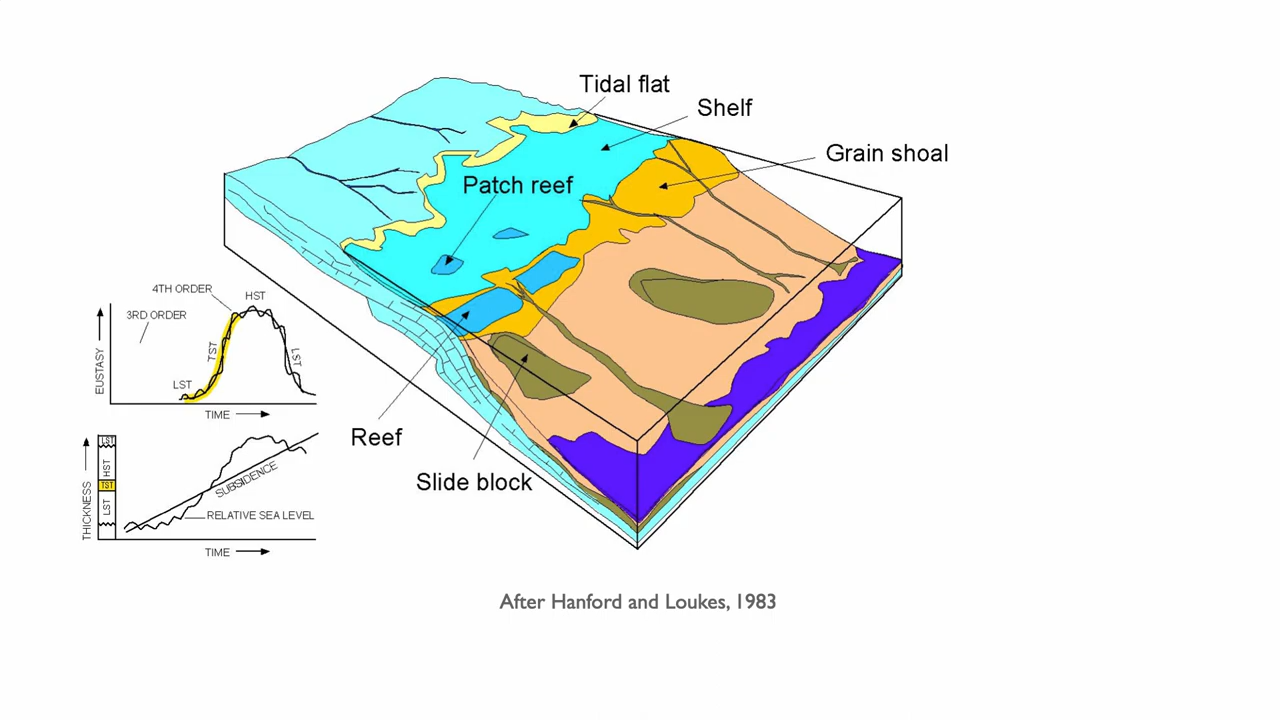 Tidal flat
Shelf
Grain shoal
Patch reef
Reef
Slide block
4TH ORDER
HST
3RD ORDER
TST
LST
LST
EUSTASY
TIME
LST
HST
TST
LST
THICKNESS
SUBSIDENCE
RELATIVE SEA LEVEL
TIME
After Hanford and Loukes, 1983